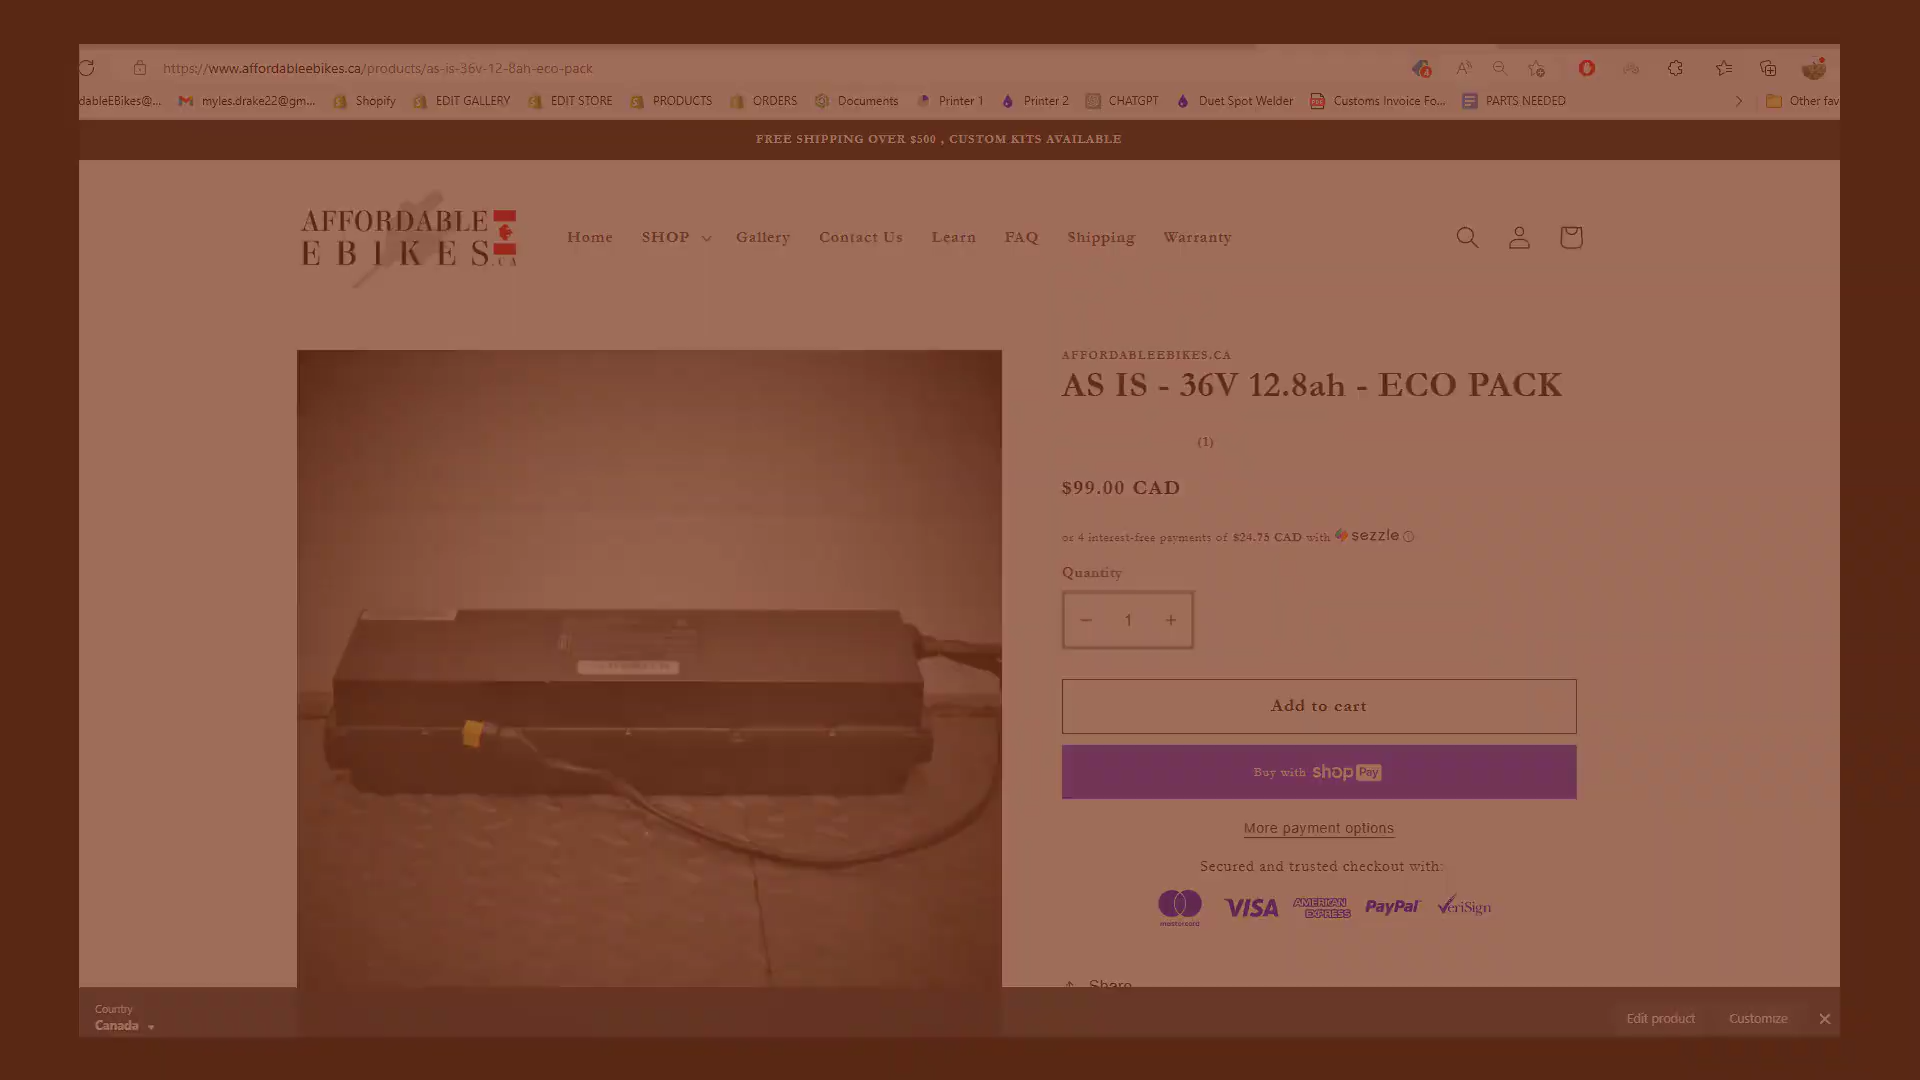 https://www.affordableebikes.ca/products/as-is-36v-12-8ah-eco-pack
dableEBikes@... myles.drake22@gm... Shopify EDIT GALLERY EDIT STORE PRODUCTS ORDERS Documents Printer 1 Printer 2 CHATGPT Duet Spot Welder Customs Invoice Fo... PARTS NEEDED Other fav
FREE SHIPPING OVER $500 , CUSTOM KITS AVAILABLE
AFFORDABLE
EBIKES.CA
Home SHOP Gallery Contact Us Learn FAQ Shipping Warranty
AFFORDABLEEBIKES.CA
AS IS - 36V 12.8ah - ECO PACK
(1)
$99.00 CAD
or 4 interest-free payments of $24.75 CAD with sezzle
Quantity
− 1 +
Add to cart
Buy with shop Pay
More payment options
Secured and trusted checkout with:
mastercard VISA AMERICAN EXPRESS PayPal VeriSign
Share
Country
Canada
Edit product Customize